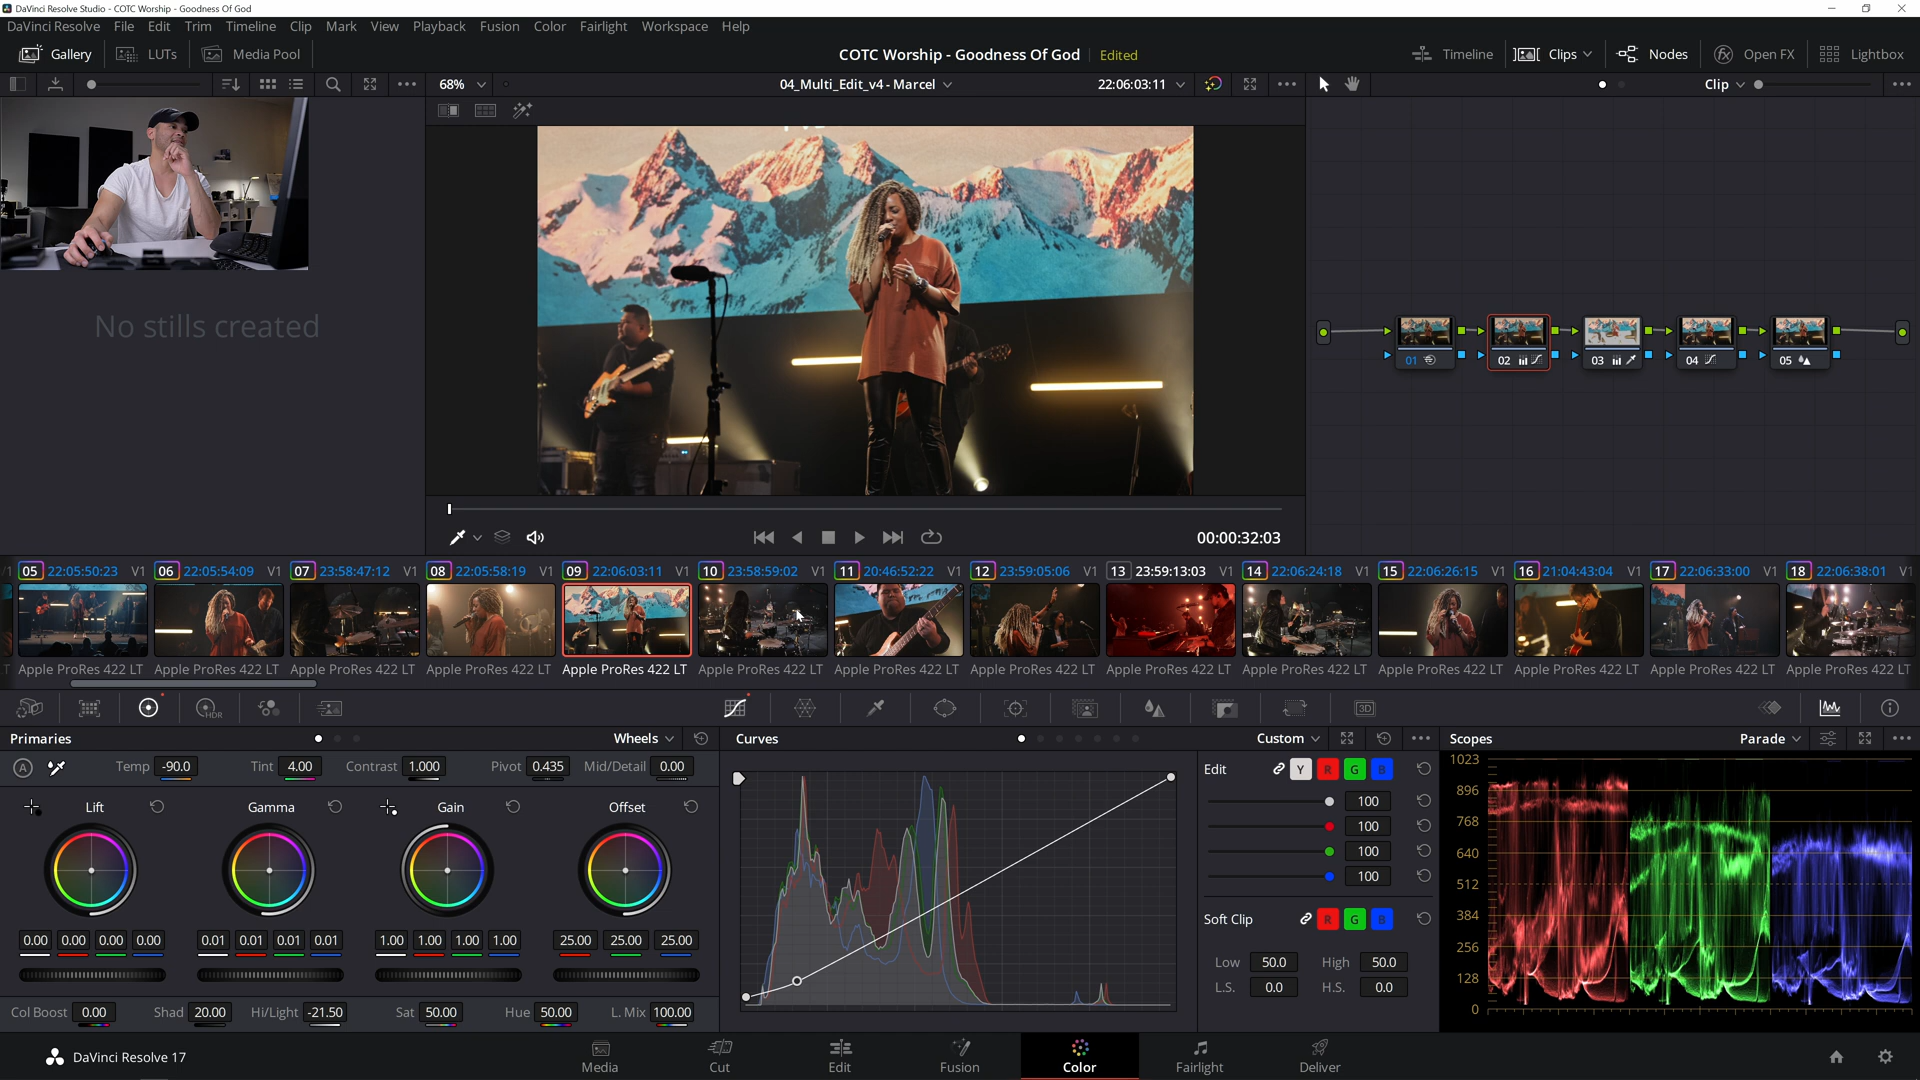 DaVinci Resolve Studio - COTC Worship - Goodness Of God
DaVinci Resolve File Edit Trim Timeline Clip Mark View Playback Fusion Color Fairlight Workspace Help
Gallery LUTs Media Pool COTC Worship - Goodness Of God Edited Timeline Clips Nodes Open FX Lightbox
68% 04_Multi_Edit_v4 - Marcel 22:06:03:11 Clip
No stills created
01 02 03 04 05
00:00:32:03
05 22:05:50:23 V1 06 22:05:54:09 V1 07 23:58:47:12 V1 08 22:05:58:19 V1 09 22:06:03:11 V1 10 23:58:59:02 V1 11 20:46:52:22 V1 12 23:59:05:06 V1 13 23:59:13:03 V1 14 22:06:24:18 V1 15 22:06:26:15 V1 16 21:04:43:04 V1 17 22:06:33:00 V1 18 22:06:38:01 V1
Apple ProRes 422 LT Apple ProRes 422 LT Apple ProRes 422 LT Apple ProRes 422 LT Apple ProRes 422 LT Apple ProRes 422 LT Apple ProRes 422 LT Apple ProRes 422 LT Apple ProRes 422 LT Apple ProRes 422 LT Apple ProRes 422 LT Apple ProRes 422 LT Apple ProRes 422 LT Apple ProRes 422 LT
HDR 3D
Primaries Wheels Curves Custom Scopes Parade
A Temp -90.0 Tint 4.00 Contrast 1.000 Pivot 0.435 Mid/Detail 0.00
Lift Gamma Gain Offset
0.00 0.00 0.00 0.00 0.01 0.01 0.01 0.01 1.00 1.00 1.00 1.00 25.00 25.00 25.00
Col Boost 0.00 Shad 20.00 Hi/Light -21.50 Sat 50.00 Hue 50.00 L. Mix 100.00
Edit Y R G B
100
100
100
100
Soft Clip R G B
Low 50.0 High 50.0
L.S. 0.0 H.S. 0.0
1023
896
768
640
512
384
256
128
0
DaVinci Resolve 17 Media Cut Edit Fusion Color Fairlight Deliver